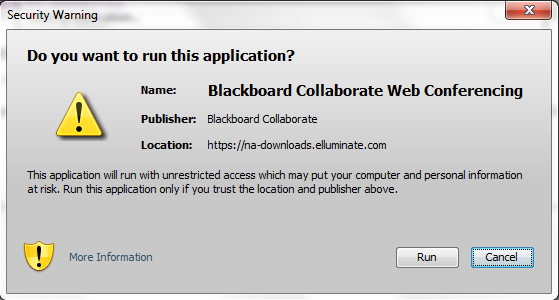 Security Warning
Do you want to run this application?
Name: Blackboard Collaborate Web Conferencing
Publisher: Blackboard Collaborate
Location: https://na-downloads.elluminate.com
This application will run with unrestricted access which may put your computer and personal information
at risk. Run this application only if you trust the location and publisher above.
More Information
Run
Cancel